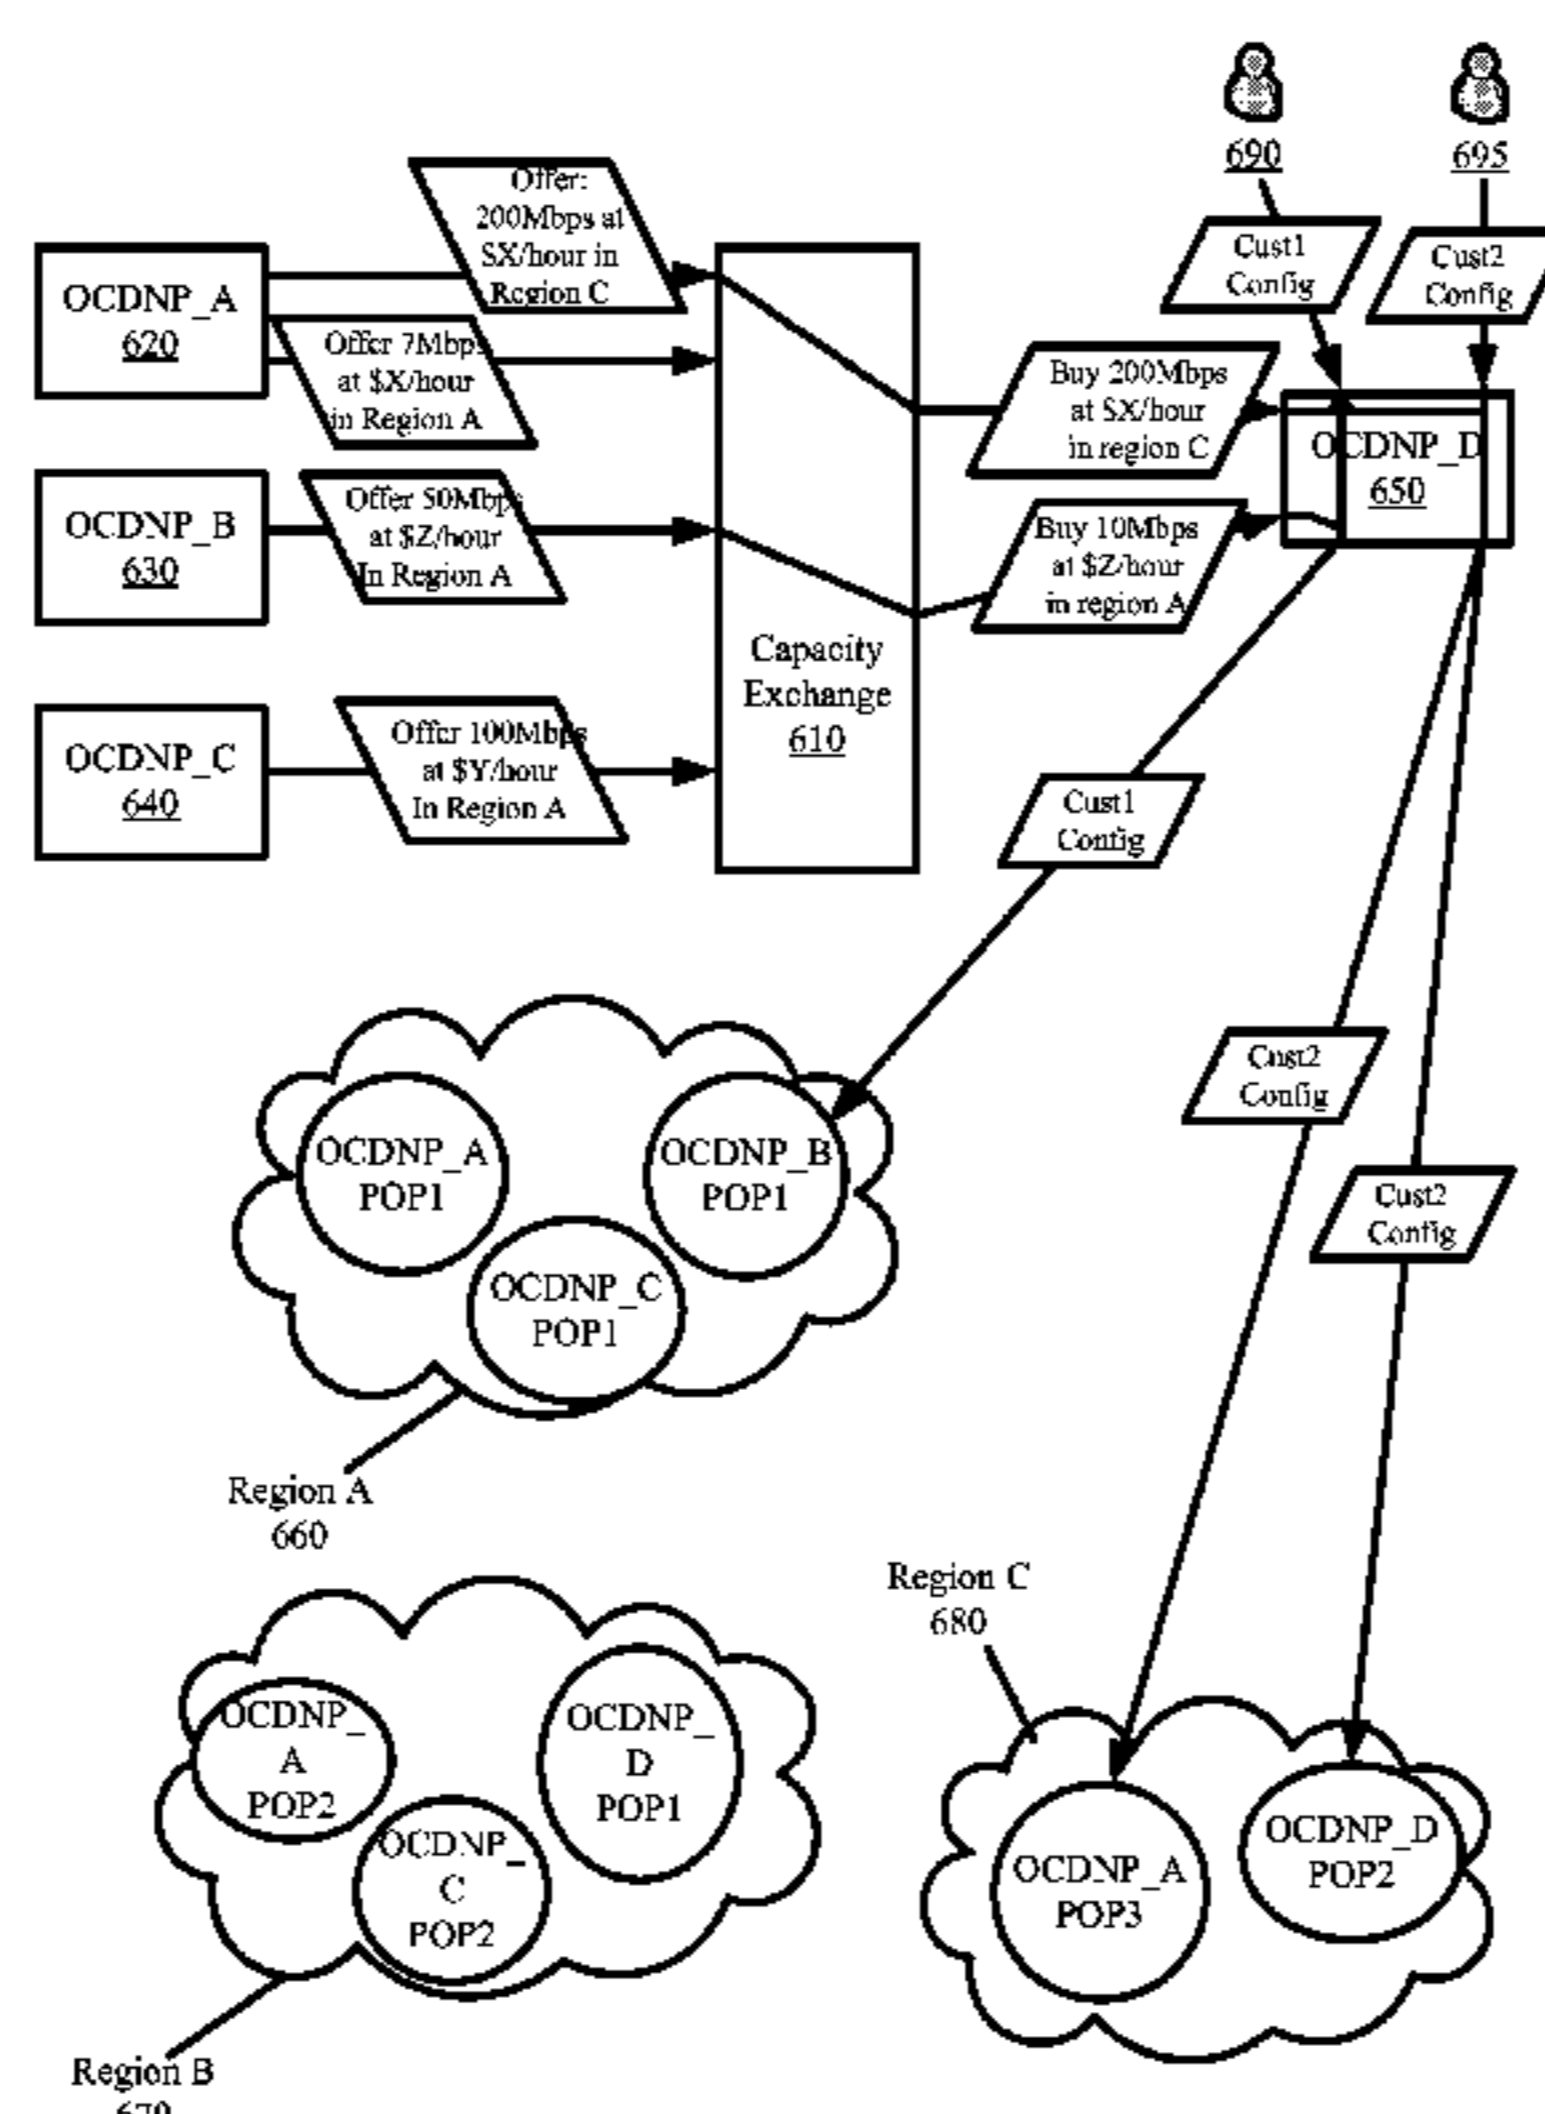 690
695
Offer:
200Mbps at
$X/hour in
Region C
Cust1
Config
Cust2
Config
OCDNP_A
620
Offer 7Mbps
at $X/hour
in Region A
Buy 200Mbps
at $X/hour
in region C
OCDNP_D
650
OCDNP_B
630
Offer 50Mbps
at $Z/hour
In Region A
Buy 10Mbps
at $Z/hour
in region A
Capacity
Exchange
610
OCDNP_C
640
Offer 100Mbps
at $Y/hour
In Region A
Cust1
Config
Cust2
Config
Cust2
Config
OCDNP_A
POP1
OCDNP_B
POP1
OCDNP_C
POP1
Region A
660
Region C
680
OCDNP_
A
POP2
OCDNP_
D
POP1
OCDNP_
C
POP2
OCDNP_A
POP3
OCDNP_D
POP2
Region B
670